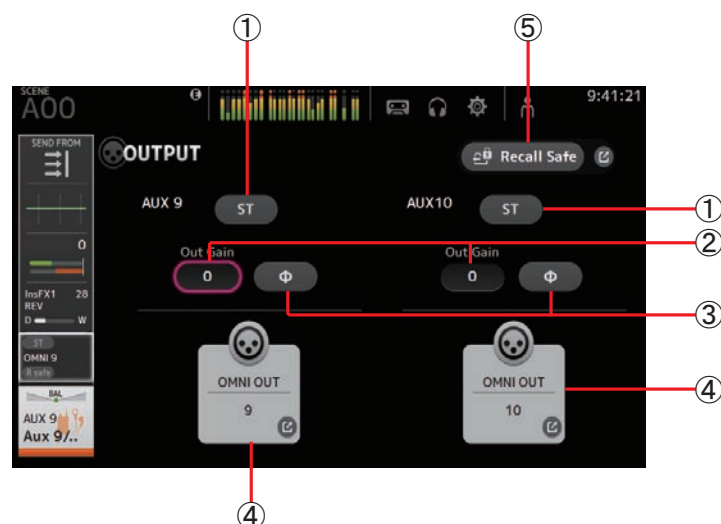 ① ⑤
SCENE
A00
E
9:41:21
SEND FROM
OUTPUT
Recall Safe
AUX 9 ST
AUX10 ST ①
②
Out Gain
Out Gain
0
0 Φ
0 Φ
③
InsFX1 28
REV
D W
ST
OMNI 9
R safe
OMNI OUT
9
OMNI OUT
10
④
BAL
AUX 9
Aux 9/..
④